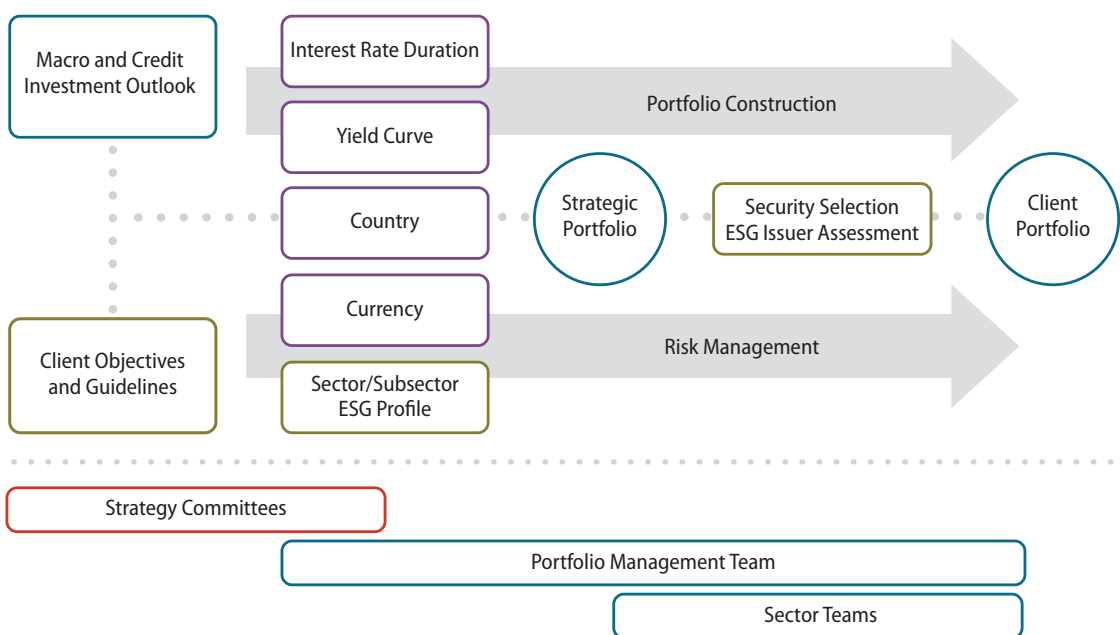 Macro and Credit
Investment Outlook
Interest Rate Duration
Portfolio Construction
Yield Curve
Country
Strategic
Portfolio
Security Selection
ESG Issuer Assessment
Client
Portfolio
Currency
Client Objectives
and Guidelines
Risk Management
Sector/Subsector
ESG Profile
Strategy Committees
Portfolio Management Team
Sector Teams